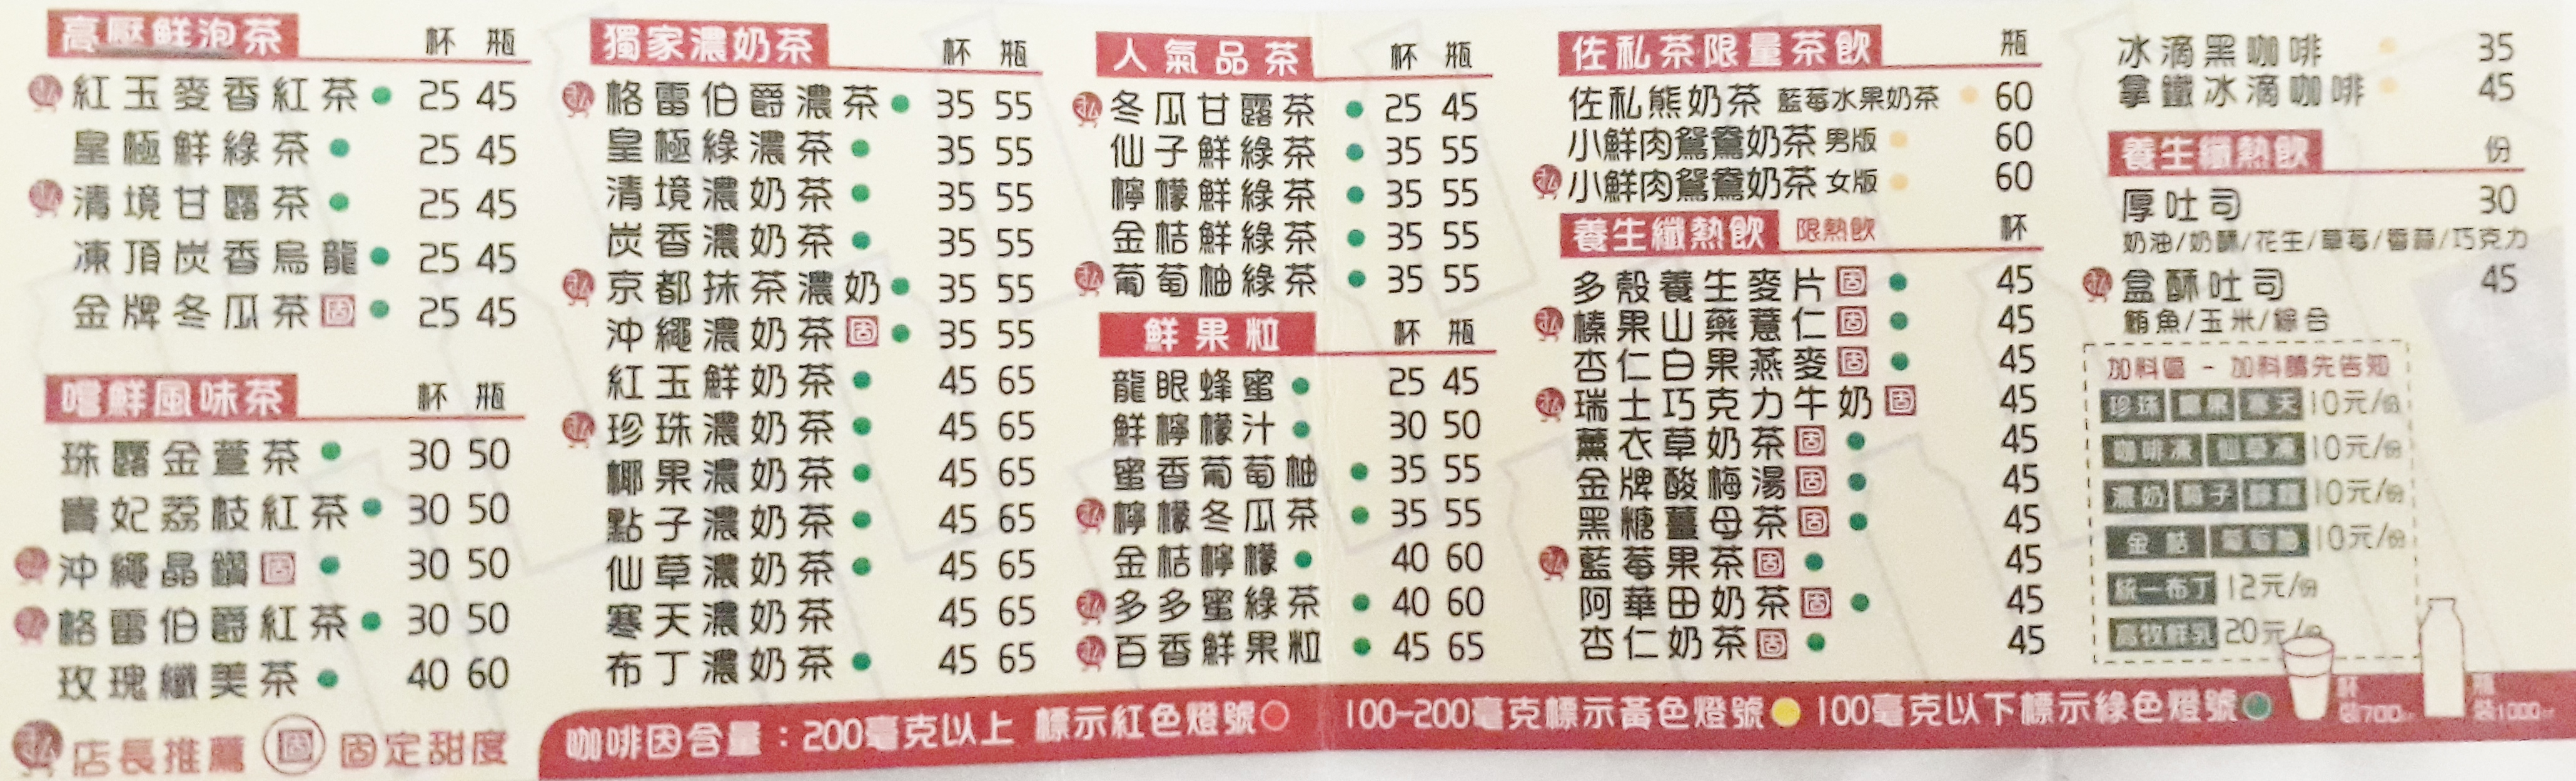 高壓鮮泡茶 杯 瓶
紅玉麥香紅茶 25 45
皇極鮮綠茶 25 45
清境甘露茶 25 45
凍頂炭香烏龍 25 45
金牌冬瓜茶 固 25 45
嚐鮮風味茶 杯 瓶
珠露金萱茶 30 50
貴妃荔枝紅茶 30 50
沖繩晶鑽 固 30 50
格雷伯爵紅茶 30 50
玫瑰纖美茶 40 60
店長推薦 固 固定甜度
獨家濃奶茶 杯 瓶
格雷伯爵濃茶 35 55
皇極綠濃茶 35 55
清境濃奶茶 35 55
炭香濃奶茶 35 55
京都抹茶濃奶 35 55
沖繩濃奶茶 固 35 55
紅玉鮮奶茶 45 65
珍珠濃奶茶 45 65
椰果濃奶茶 45 65
點子濃奶茶 45 65
仙草濃奶茶 45 65
寒天濃奶茶 45 65
布丁濃奶茶 45 65
人氣品茶 杯 瓶
冬瓜甘露茶 25 45
仙子鮮綠茶 35 55
檸檬鮮綠茶 35 55
金桔鮮綠茶 35 55
葡萄柚綠茶 35 55
鮮果粒 杯 瓶
龍眼蜂蜜 25 45
鮮檸檬汁 30 50
蜜香葡萄柚 35 55
檸檬冬瓜茶 35 55
金桔檸檬 40 60
多多蜜綠茶 40 60
百香鮮果粒 45 65
佐私茶限量茶飲 瓶
佐私熊奶茶 藍莓水果奶茶 60
小鮮肉鴛鴦奶茶 男版 60
小鮮肉鴛鴦奶茶 女版 60
養生纖熱飲 限熱飲 杯
多穀養生麥片 固 45
榛果山藥薏仁 固 45
杏仁白果燕麥 固 45
瑞士巧克力牛奶 固 45
薰衣草奶茶 固 45
金牌酸梅湯 固 45
黑糖薑母茶 固 45
藍莓果茶 固 45
阿華田奶茶 固 45
杏仁奶茶 固 45
冰滴黑咖啡 35
拿鐵冰滴咖啡 45
養生纖熱飲 份
厚吐司 30
奶油/奶酥/花生/草莓/香蒜/巧克力
盒酥吐司 45
鮪魚/玉米/綜合
加料區 - 加料請先告知
珍珠 椰果 寒天 10元/份
咖啡凍 仙草凍 10元/份
濃奶 點子 蜂蜜 10元/份
金桔 葡萄柚 10元/份
統一布丁 12元/份
高牧鮮乳 20元/份
咖啡因含量：200毫克以上 標示紅色燈號 100-200毫克標示黃色燈號 100毫克以下標示綠色燈號
杯裝700cc 瓶裝1000cc